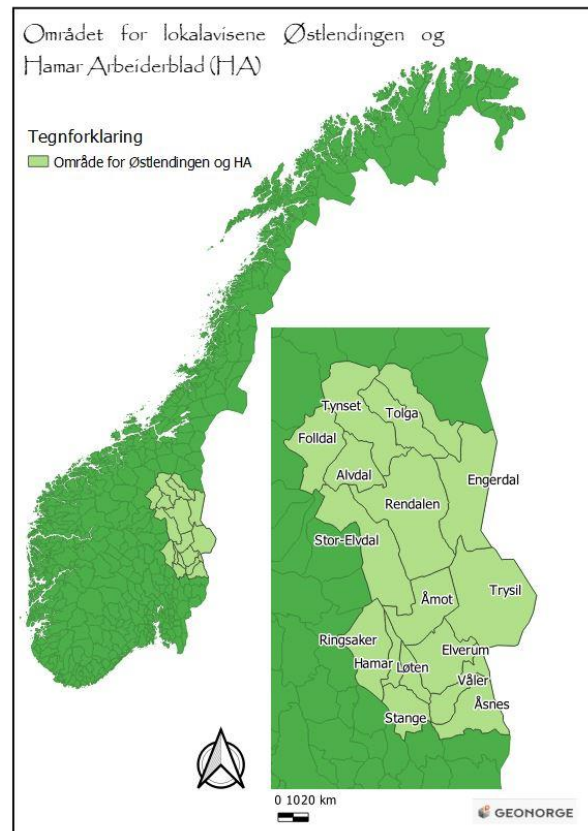 Området for lokalavisene Østlendingen og
Hamar Arbeiderblad (HA)
Tegnforklaring
Område for Østlendingen og HA
Tynset
Tolga
Folldal
Alvdal
Engerdal
Rendalen
Stor-Elvdal
Trysil
Åmot
Ringsaker
Elverum
Hamar
Løten
Våler
Åsnes
Stange
0 1020 km
GEONORGE